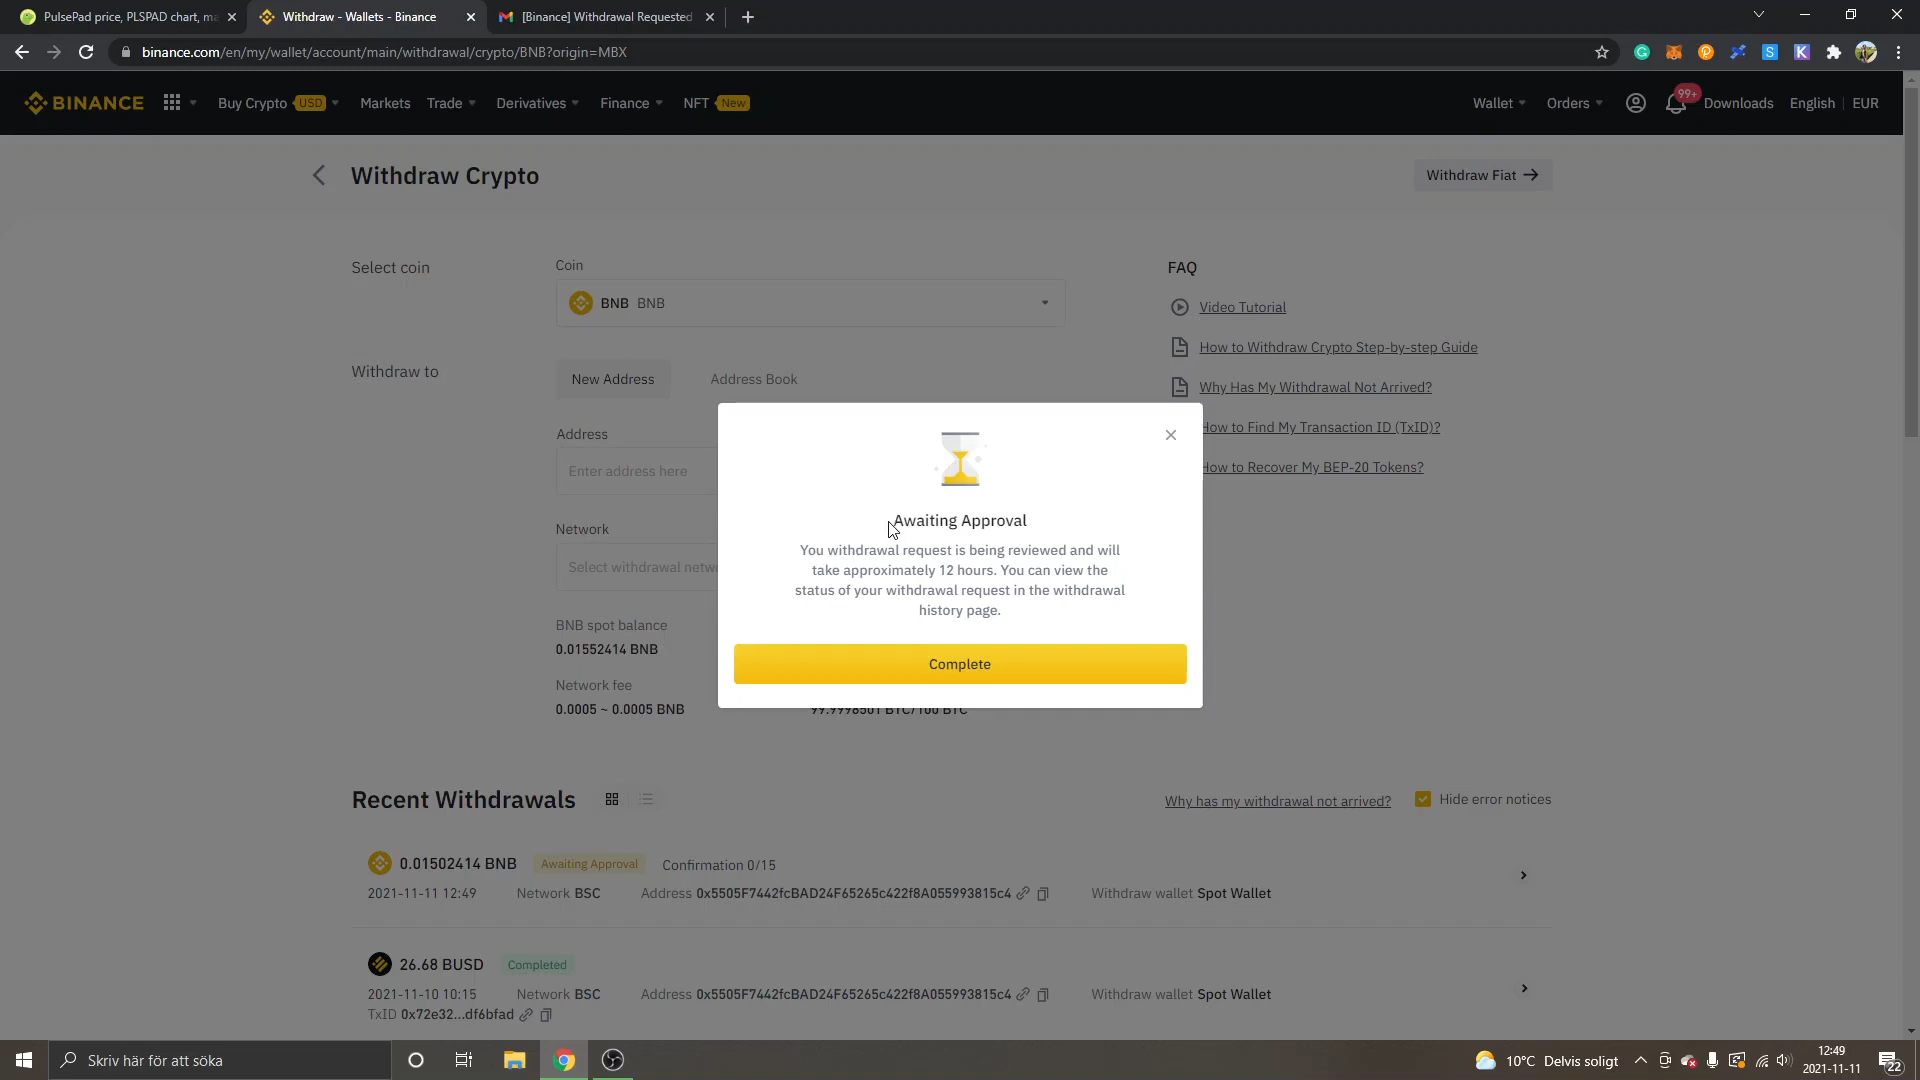 PulsePad price, PLSPAD chart, ma
Withdraw - Wallets - Binance
[Binance] Withdrawal Requested
binance.com/en/my/wallet/account/main/withdrawal/crypto/BNB?origin=MBX
BINANCE
Buy Crypto USD
Markets
Trade
Derivatives
Finance
NFT New
Wallet
Orders
99+
Downloads
English
EUR
Withdraw Crypto
Withdraw Fiat
Select coin
Coin
BNB BNB
FAQ
Video Tutorial
How to Withdraw Crypto Step-by-step Guide
Why Has My Withdrawal Not Arrived?
How to Find My Transaction ID (TxID)?
How to Recover My BEP-20 Tokens?
Withdraw to
New Address
Address Book
Address
Enter address here
Network
Select withdrawal netw
BNB spot balance
0.01552414 BNB
Network fee
0.0005 ~ 0.0005 BNB
99.9998501 BTC/100 BTC
Awaiting Approval
You withdrawal request is being reviewed and will
take approximately 12 hours. You can view the
status of your withdrawal request in the withdrawal
history page.
Complete
Recent Withdrawals
Why has my withdrawal not arrived?
Hide error notices
0.01502414 BNB Awaiting Approval Confirmation 0/15
2021-11-11 12:49 Network BSC Address 0x5505F7442fcBAD24F65265c422f8A055993815c4 Withdraw wallet Spot Wallet
26.68 BUSD Completed
2021-11-10 10:15 Network BSC Address 0x5505F7442fcBAD24F65265c422f8A055993815c4 Withdraw wallet Spot Wallet
TxID 0x72e32...df6bfad
Skriv här för att söka
10°C Delvis soligt
12:49
2021-11-11
22